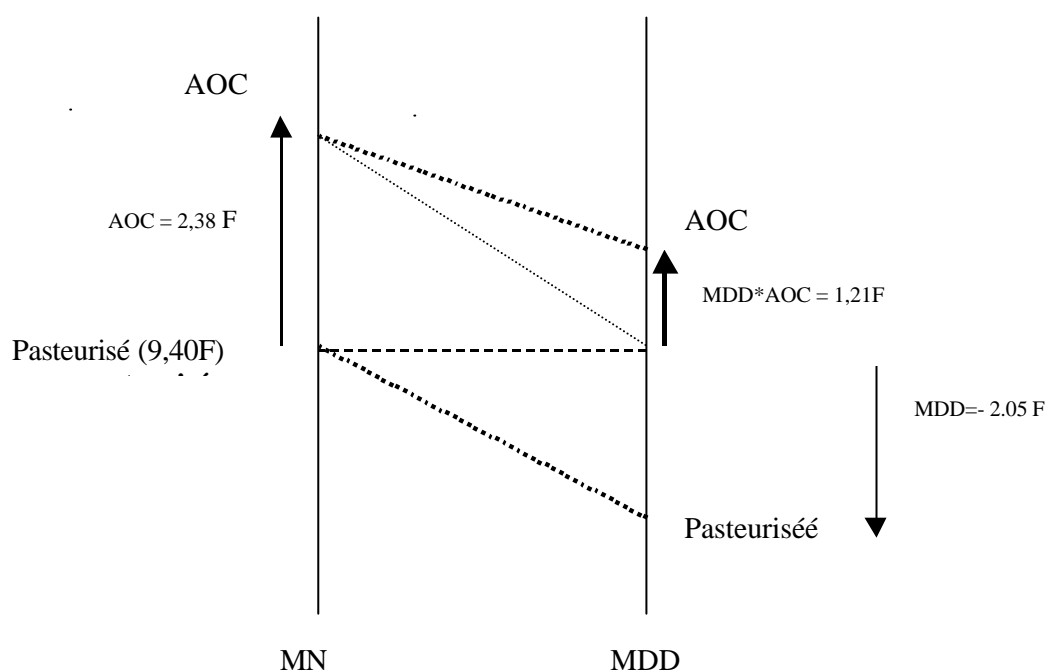 AOC
AOC = 2,38 F
AOC
MDD*AOC = 1,21F
Pasteurisé (9,40F)
MDD=- 2.05 F
Pasteuriséé
MN
MDD